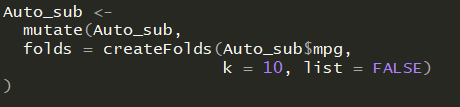 Auto_sub <-
  mutate(Auto_sub,
  folds = createFolds(Auto_sub$mpg,
                      k = 10, list = FALSE)
)